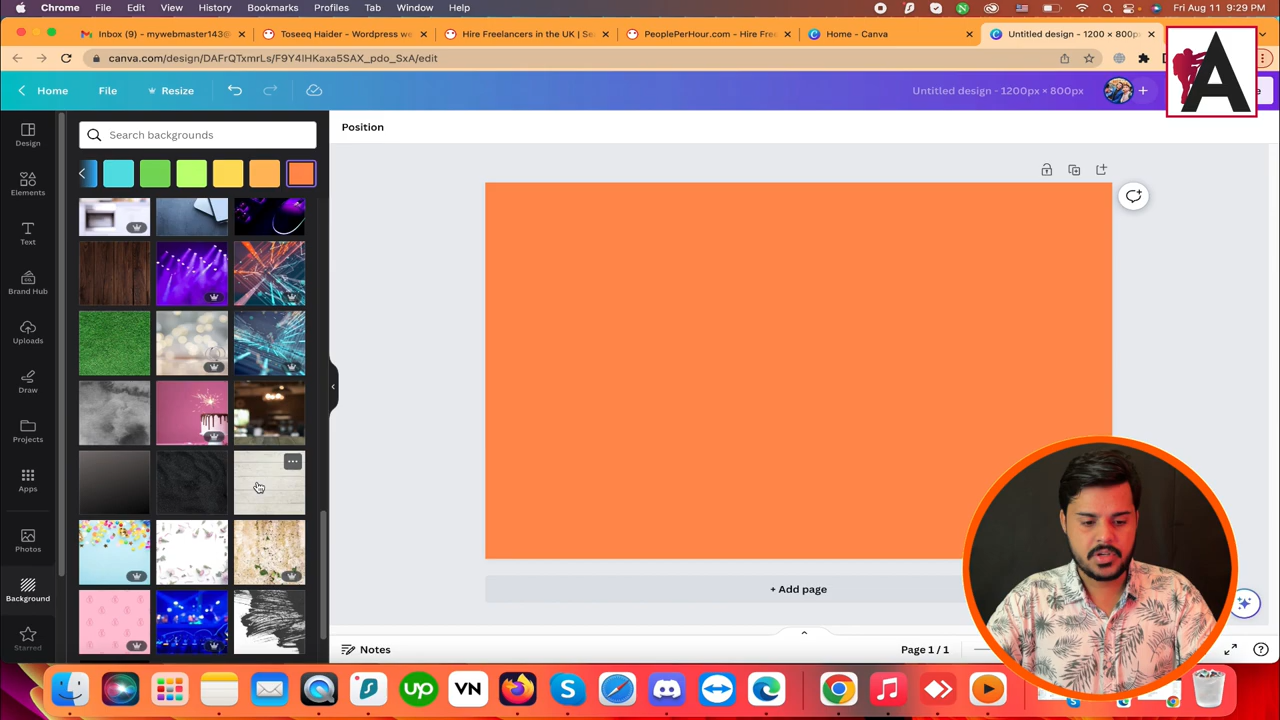 Chrome File Edit View History Bookmarks Profiles Tab Window Help Fri Aug 11 9:29 PM
Inbox (9) - mywebmaster143@ Toseeq Haider - Wordpress we Hire Freelancers in the UK | Se PeoplePerHour.com - Hire Fre Home - Canva Untitled design - 1200 × 800p
canva.com/design/DAFrQTxmrLs/F9Y4lHKaxa5SAX_pdo_SxA/edit
A
Home File Resize Untitled design - 1200px × 800px
Position
Design
Search backgrounds
Elements
Text
Brand Hub
Uploads
Draw
Projects
Apps
Photos
Background
Starred
+ Add page
Notes Page 1 / 1
up VN